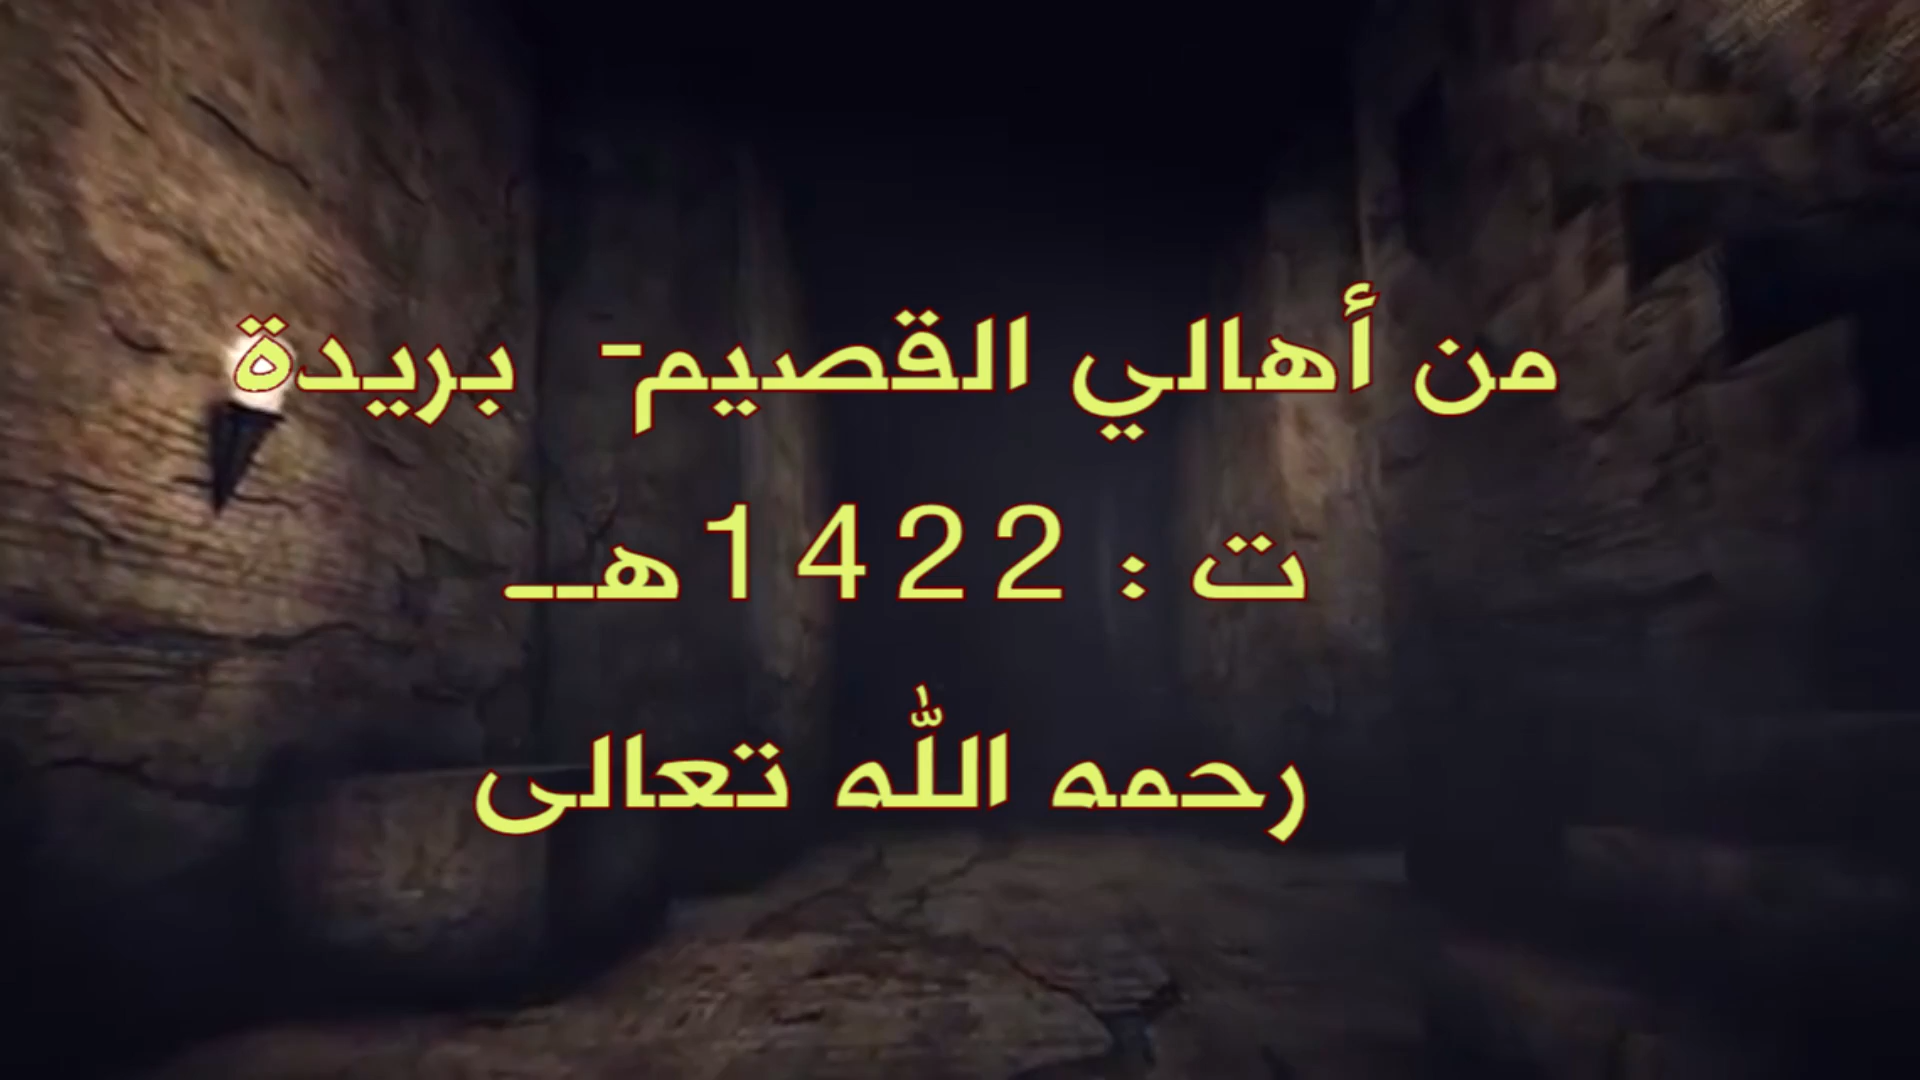 من أهالي القصيم- بريدة
ت : 1422هـ
رحمه الله تعالى